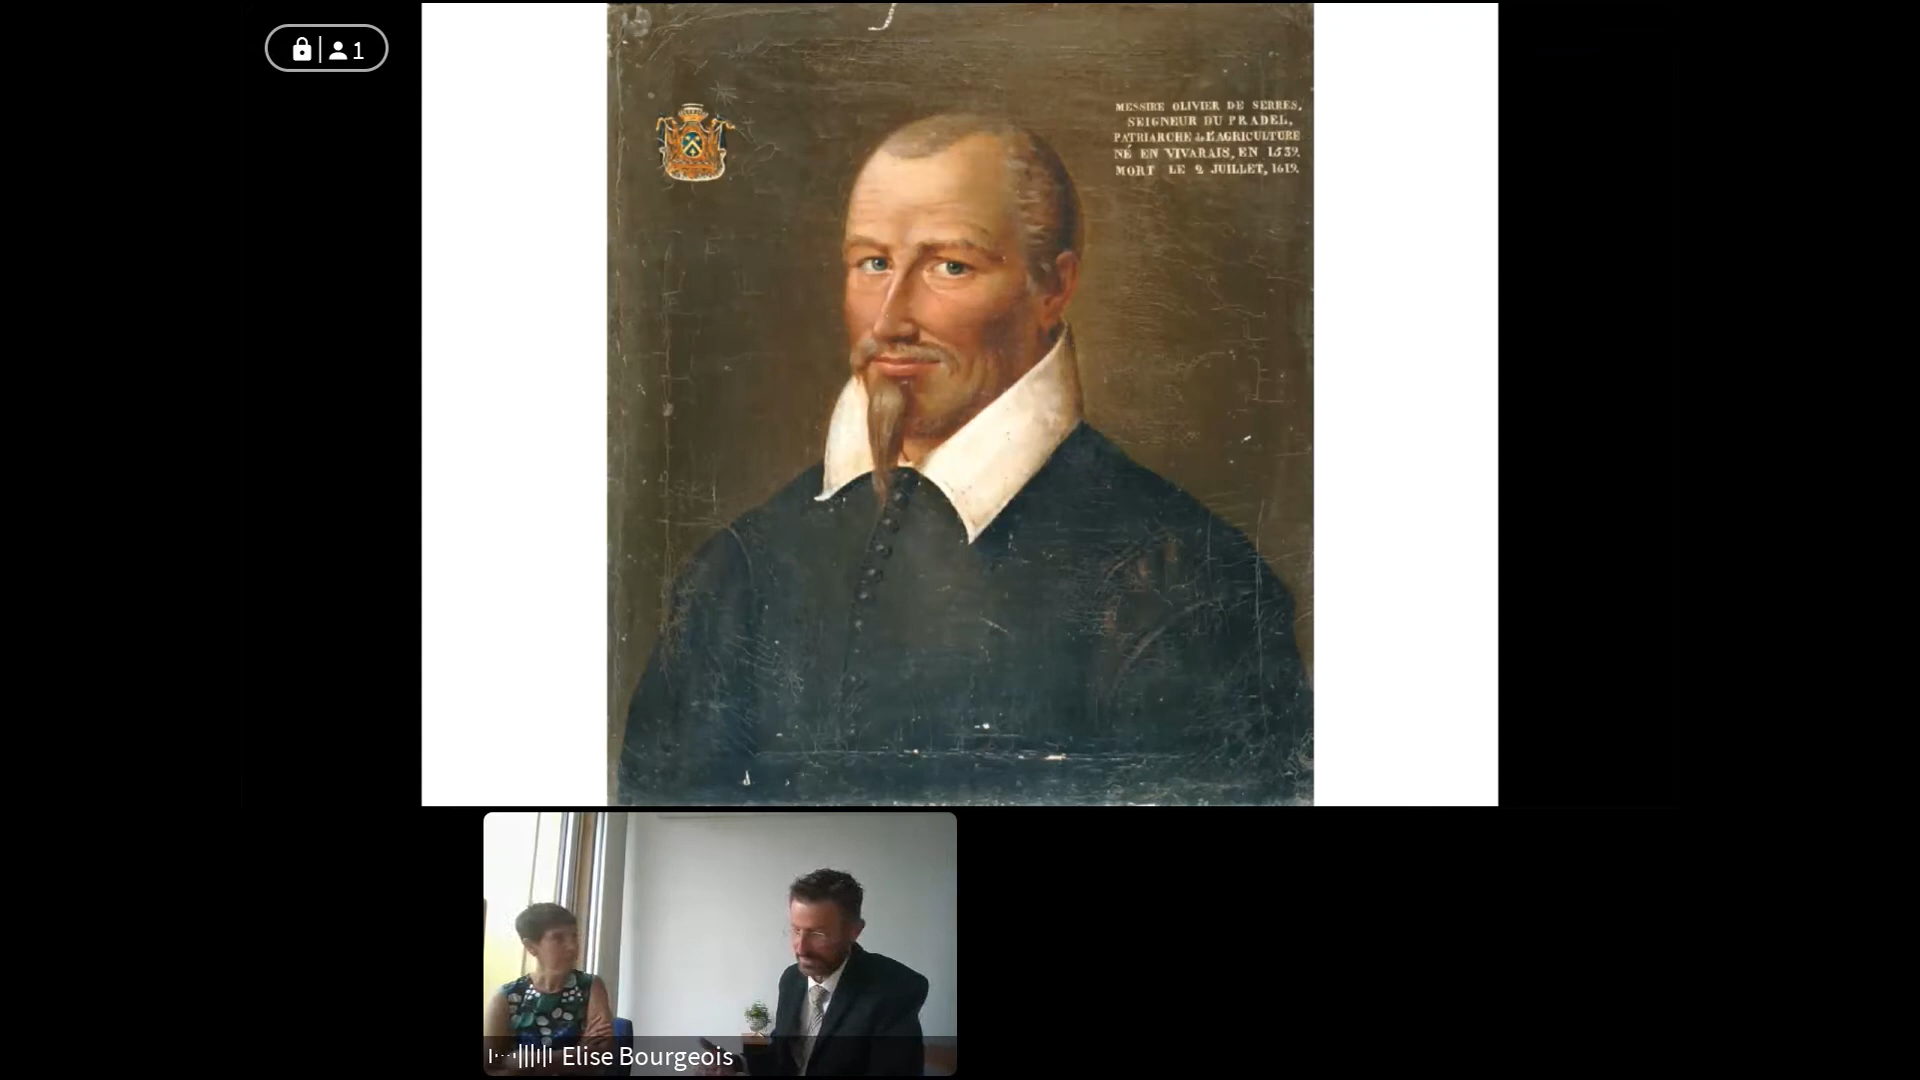 1
MESSIRE OLIVIER DE SERRES,
SEIGNEUR DU PRADEL,
PATRIARCHE de L'AGRICULTURE
NÉ EN VIVARAIS, EN 1539.
MORT LE 2 JUILLET, 1619.
Elise Bourgeois